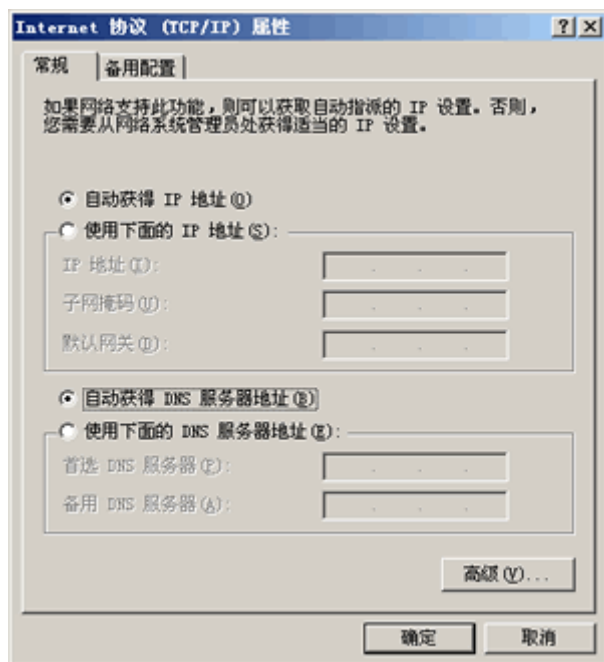 Internet 协议 (TCP/IP) 属性
常规
备用配置
如果网络支持此功能，则可以获取自动指派的 IP 设置。否则，
您需要从网络系统管理员处获得适当的 IP 设置。
自动获得 IP 地址(O)
使用下面的 IP 地址(S):
IP 地址(I):
子网掩码(U):
默认网关(D):
自动获得 DNS 服务器地址(B)
使用下面的 DNS 服务器地址(E):
首选 DNS 服务器(P):
备用 DNS 服务器(A):
高级(V)...
确定
取消